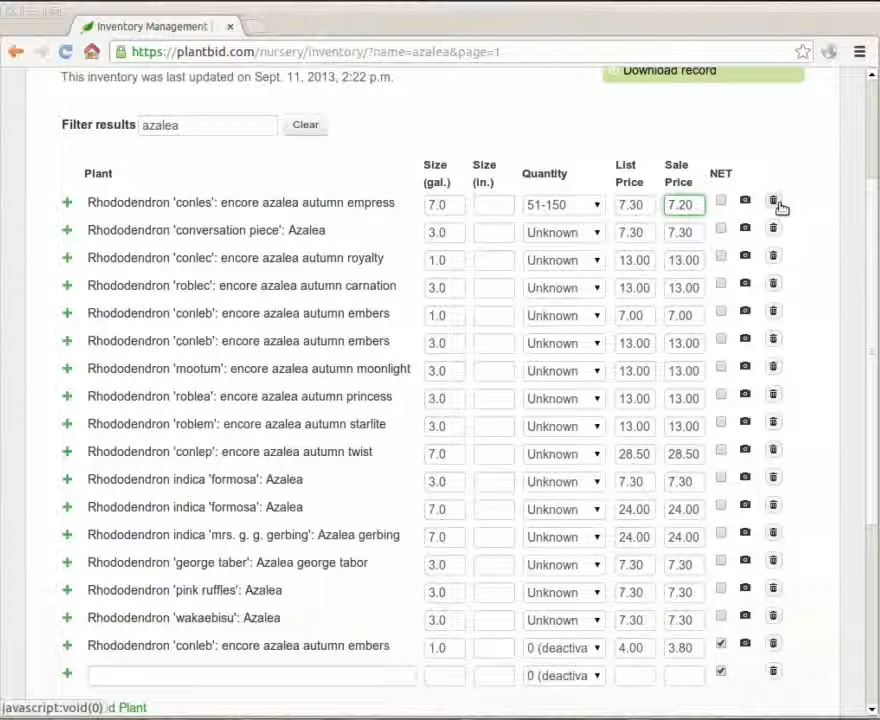 Inventory Management
https://plantbid.com/nursery/inventory/?name=azalea&page=1
This inventory was last updated on Sept. 11, 2013, 2:22 p.m.
Download record
Filter results azalea Clear
Plant Size (gal.) Size (in.) Quantity List Price Sale Price NET
Rhododendron 'conles': encore azalea autumn empress 7.0 51-150 7.30 7.20
Rhododendron 'conversation piece': Azalea 3.0 Unknown 7.30 7.30
Rhododendron 'conlec': encore azalea autumn royalty 1.0 Unknown 13.00 13.00
Rhododendron 'roblec': encore azalea autumn carnation 3.0 Unknown 13.00 13.00
Rhododendron 'conleb': encore azalea autumn embers 1.0 Unknown 7.00 7.00
Rhododendron 'conleb': encore azalea autumn embers 3.0 Unknown 13.00 13.00
Rhododendron 'mootum': encore azalea autumn moonlight 3.0 Unknown 13.00 13.00
Rhododendron 'roblea': encore azalea autumn princess 3.0 Unknown 13.00 13.00
Rhododendron 'roblem': encore azalea autumn starlite 3.0 Unknown 13.00 13.00
Rhododendron 'conlep': encore azalea autumn twist 7.0 Unknown 28.50 28.50
Rhododendron indica 'formosa': Azalea 3.0 Unknown 7.30 7.30
Rhododendron indica 'formosa': Azalea 7.0 Unknown 24.00 24.00
Rhododendron indica 'mrs. g. g. gerbing': Azalea gerbing 7.0 Unknown 24.00 24.00
Rhododendron 'george taber': Azalea george tabor 3.0 Unknown 7.30 7.30
Rhododendron 'pink ruffles': Azalea 3.0 Unknown 7.30 7.30
Rhododendron 'wakaebisu': Azalea 3.0 Unknown 7.30 7.30
Rhododendron 'conleb': encore azalea autumn embers 1.0 0 (deactiva 4.00 3.80
0 (deactiva
javascript:void(0) d Plant